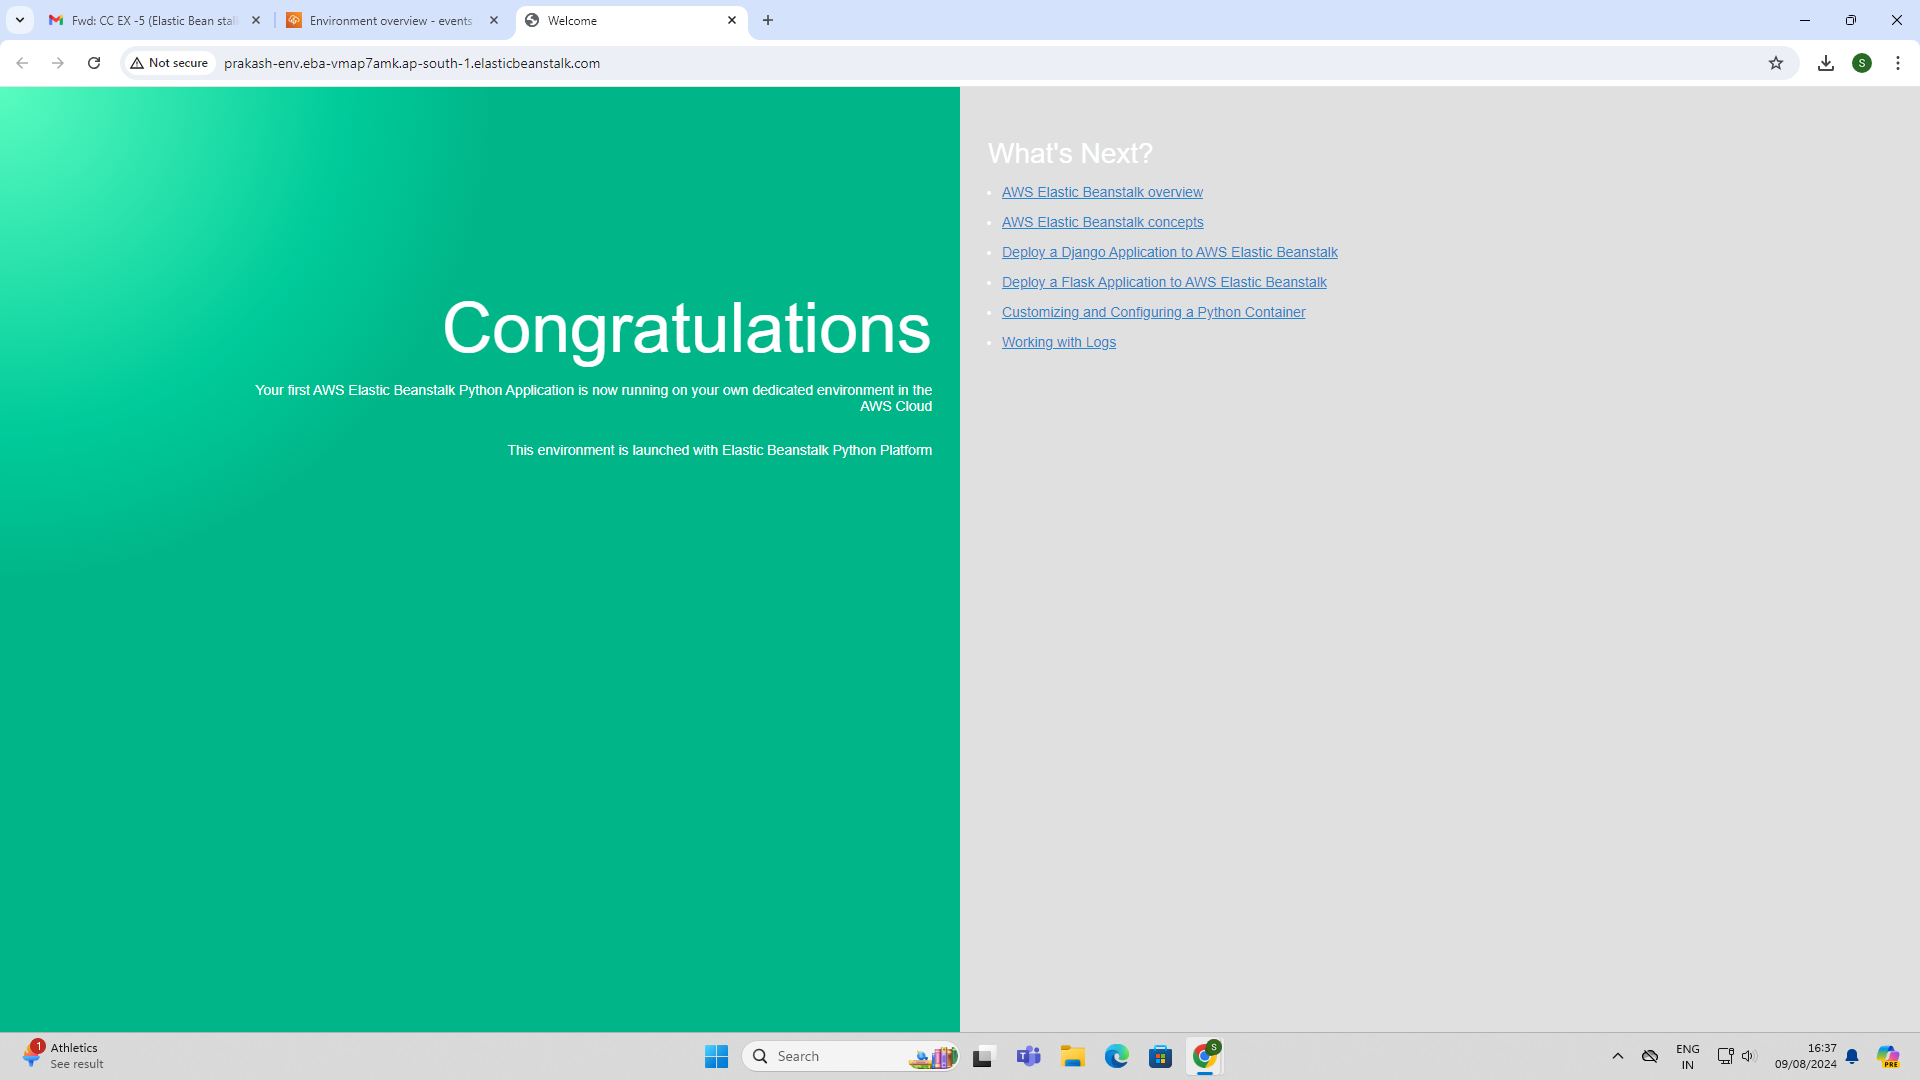 Fwd: CC EX -5 (Elastic Bean stal
Environment overview - events
Welcome
Not secure
prakash-env.eba-vmap7amk.ap-south-1.elasticbeanstalk.com
S
Congratulations
Your first AWS Elastic Beanstalk Python Application is now running on your own dedicated environment in the
AWS Cloud
This environment is launched with Elastic Beanstalk Python Platform
What's Next?
AWS Elastic Beanstalk overview
AWS Elastic Beanstalk concepts
Deploy a Django Application to AWS Elastic Beanstalk
Deploy a Flask Application to AWS Elastic Beanstalk
Customizing and Configuring a Python Container
Working with Logs
1
Athletics
See result
Search
S
ENG
IN
16:37
09/08/2024
PRE